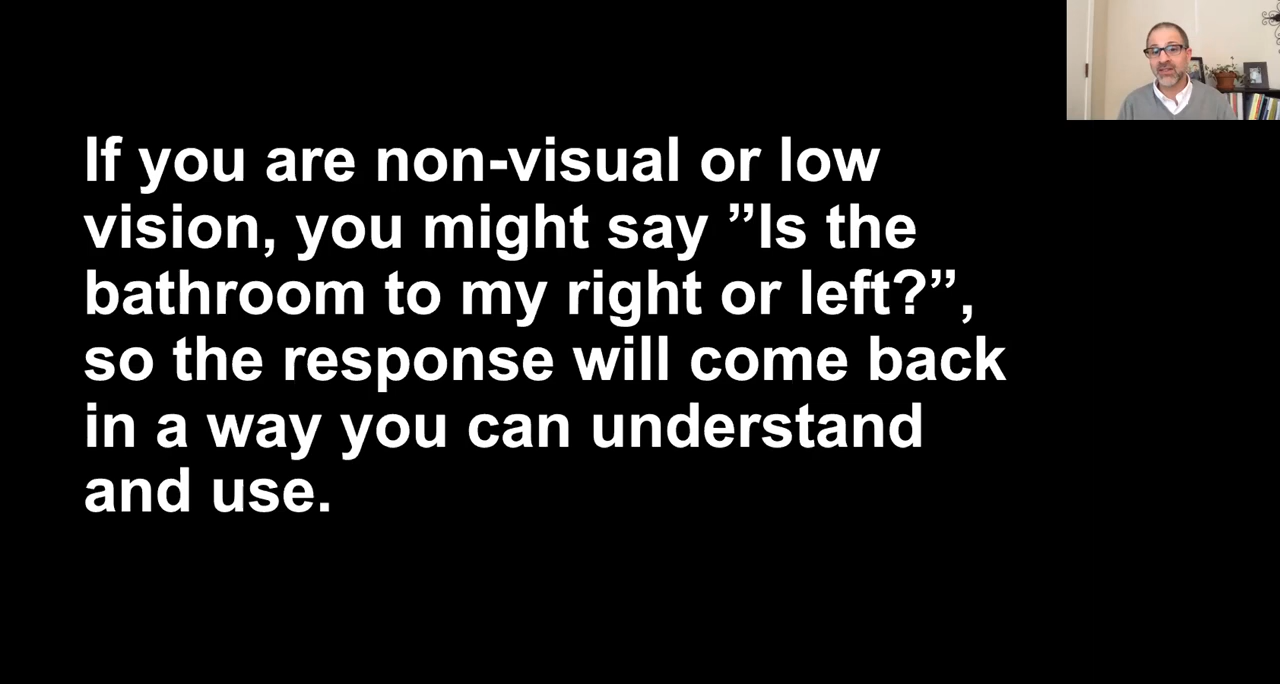 If you are non-visual or low
vision, you might say ”Is the
bathroom to my right or left?”,
so the response will come back
in a way you can understand
and use.